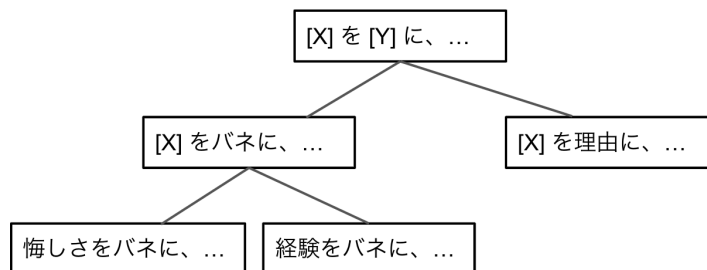 [X] を [Y] に、…
[X] をバネに、…
[X] を理由に、…
悔しさをバネに、…
経験をバネに、…